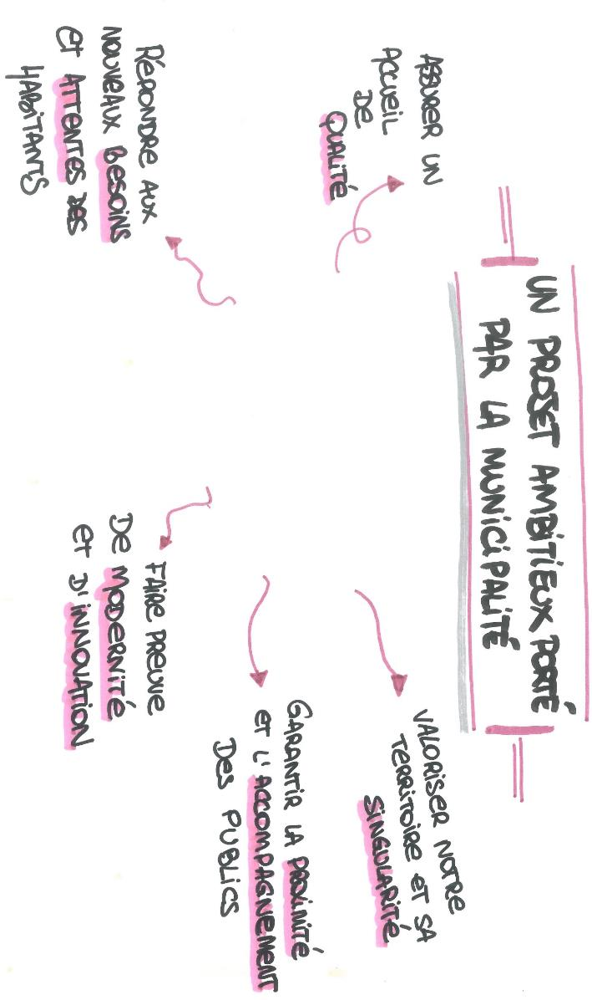 UN PROJET AMBITIEUX PORTÉ
PAR LA MUNICIPALITÉ
ASSURER UN
ACCUEIL
DE
QUALITÉ
RÉPONDRE AUX
NOUVEAUX BESOINS
ET ATTENTES DES
HABITANTS
VALORISER NOTRE
TERRITOIRE ET SA
SINGULARITÉ
GARANTIR LA PROXIMITÉ
ET L'ACCOMPAGNEMENT
DES PUBLICS
FAIRE PREUVE
DE MODERNITÉ
ET D'INNOVATION